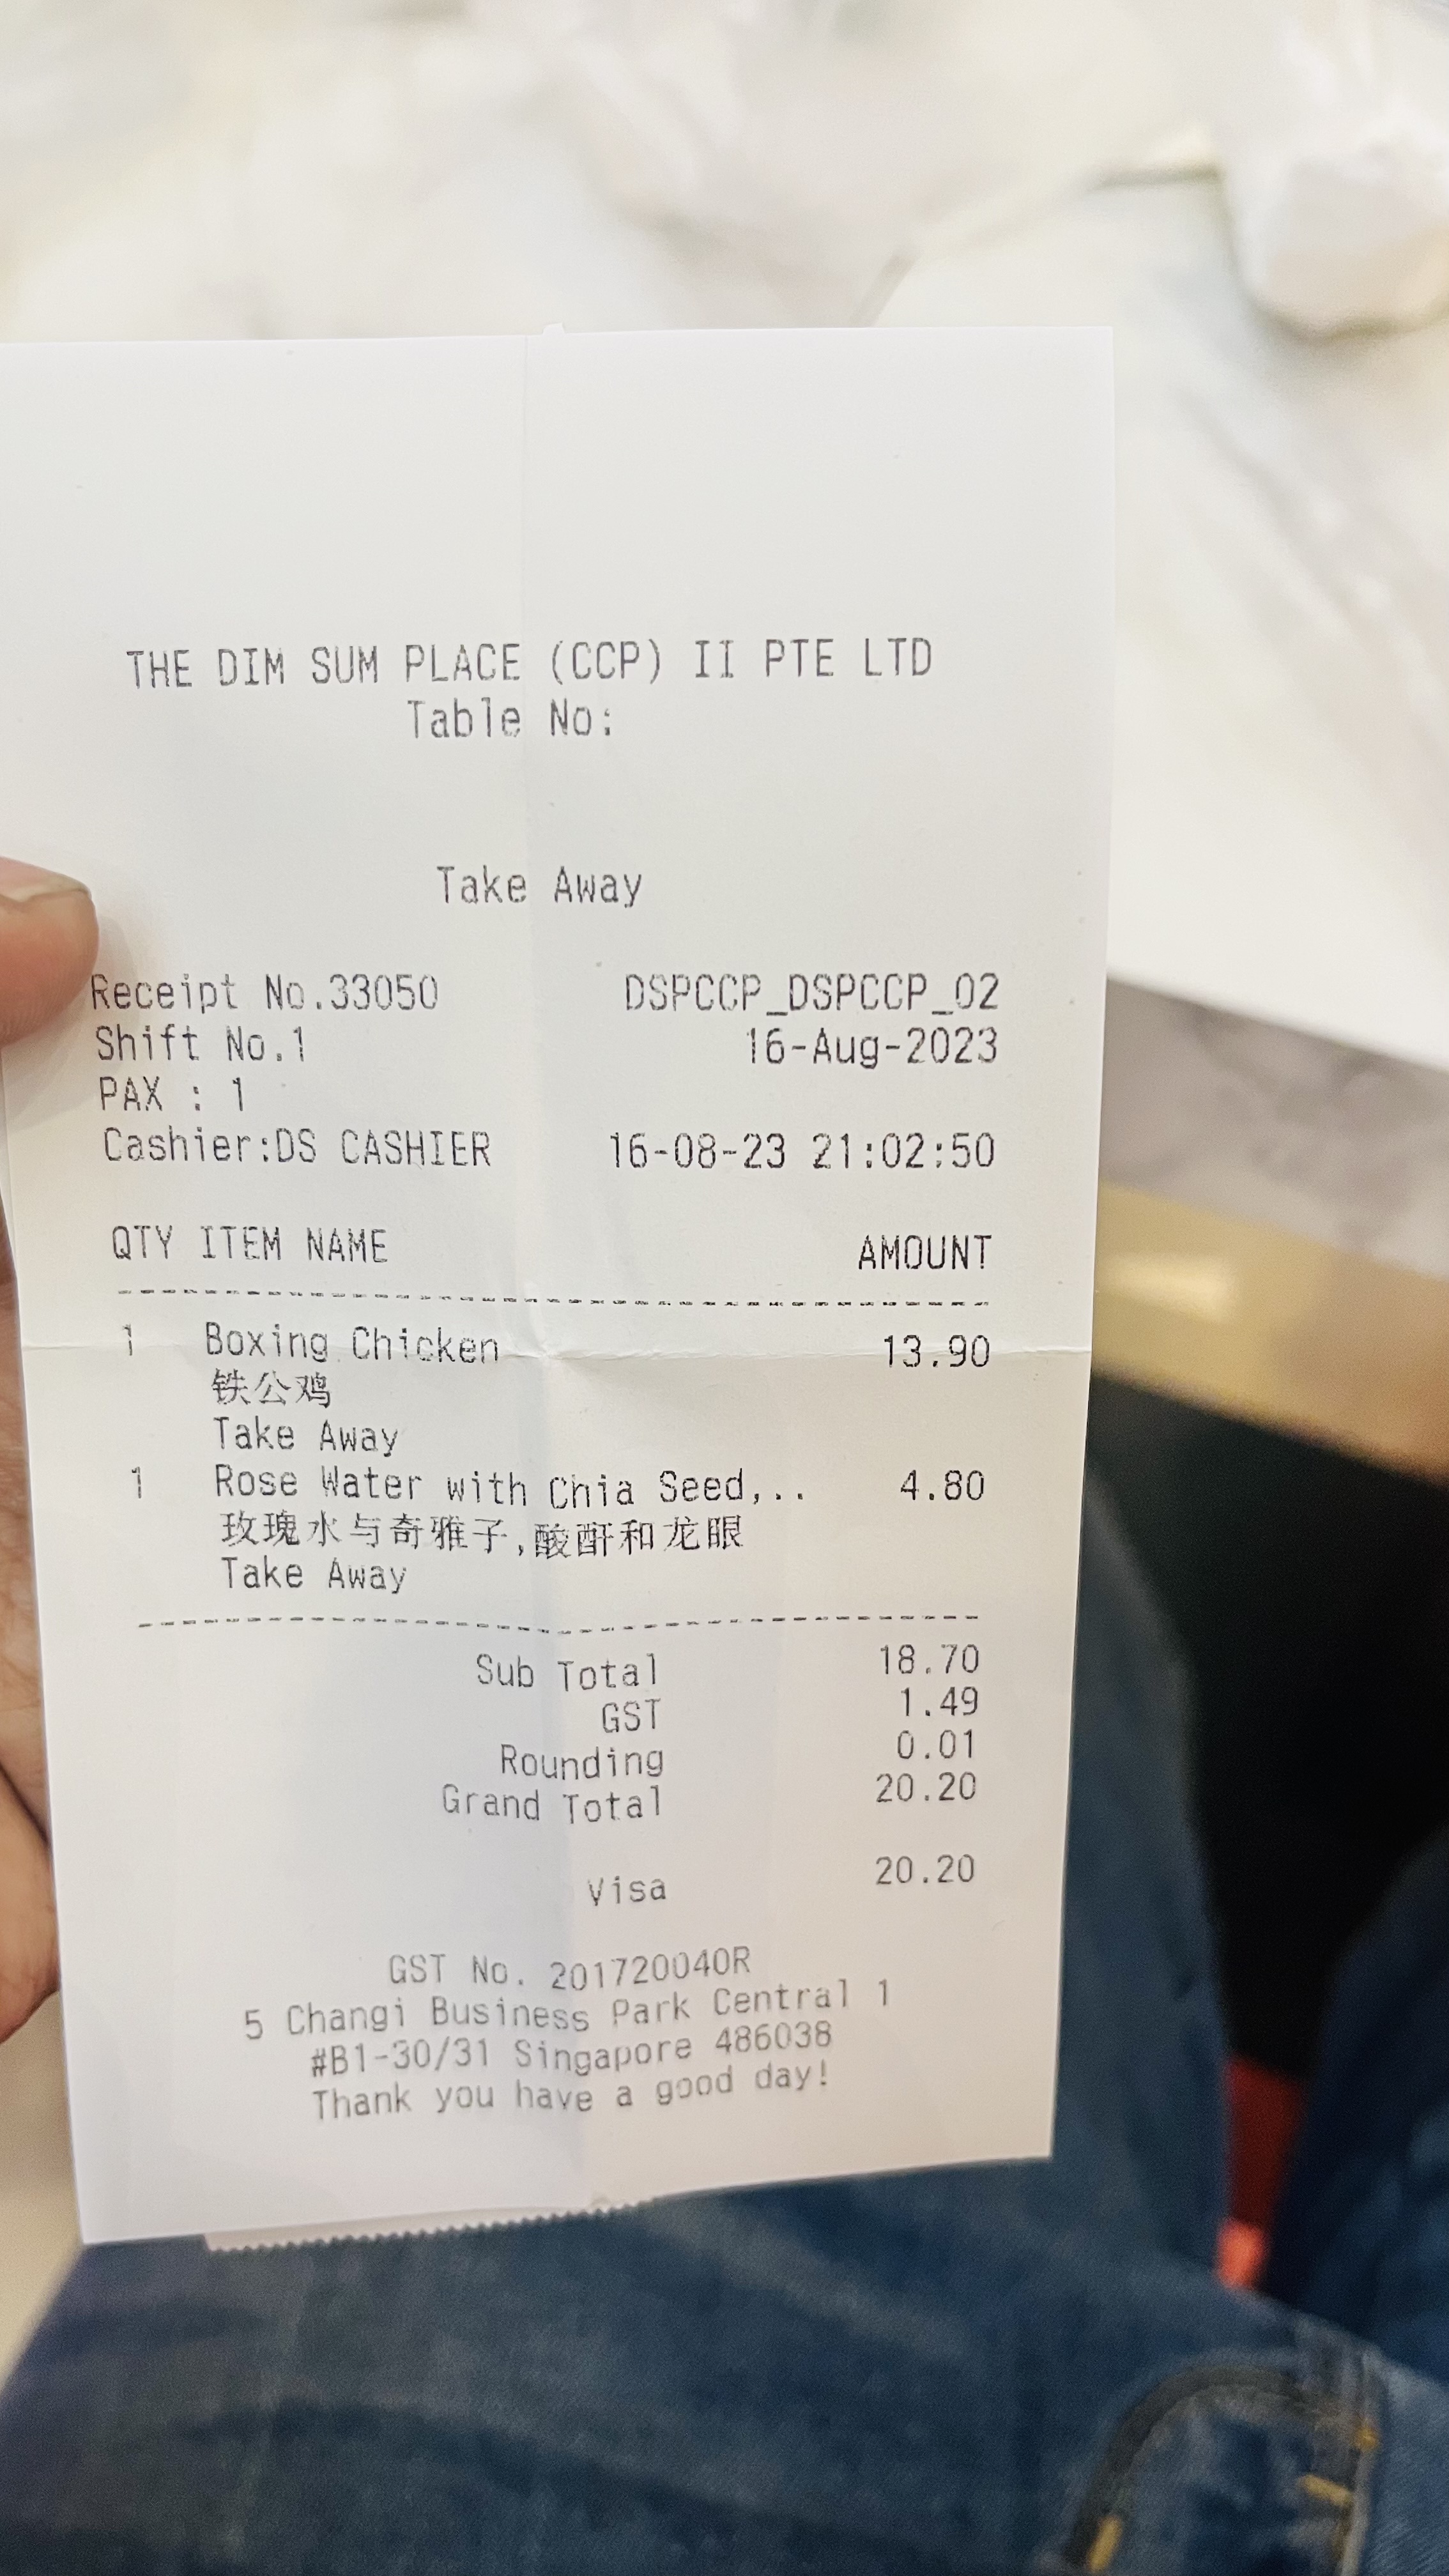 THE DIM SUM PLACE (CCP) II PTE LTD
Table No:
Take Away
Receipt No.33050 DSPCCP_DSPCCP_02
Shift No.1 16-Aug-2023
PAX : 1
Cashier:DS CASHIER 16-08-23 21:02:50
QTY ITEM NAME AMOUNT
1 Boxing Chicken 13.90
铁公鸡
Take Away
1 Rose Water with Chia Seed,.. 4.80
玫瑰水与奇雅子,酸酐和龙眼
Take Away
Sub Total 18.70
GST 1.49
Rounding 0.01
Grand Total 20.20
Visa 20.20
GST No. 201720040R
5 Changi Business Park Central 1
#B1-30/31 Singapore 486038
Thank you have a good day!